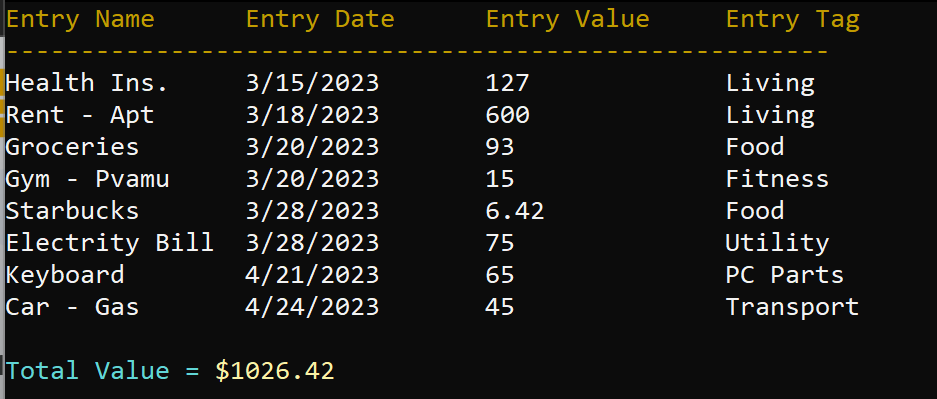 Entry Name Entry Date Entry Value Entry Tag
-------------------------------------------------------
Health Ins. 3/15/2023 127 Living
Rent - Apt 3/18/2023 600 Living
Groceries 3/20/2023 93 Food
Gym - Pvamu 3/20/2023 15 Fitness
Starbucks 3/28/2023 6.42 Food
Electrity Bill 3/28/2023 75 Utility
Keyboard 4/21/2023 65 PC Parts
Car - Gas 4/24/2023 45 Transport
Total Value = $1026.42